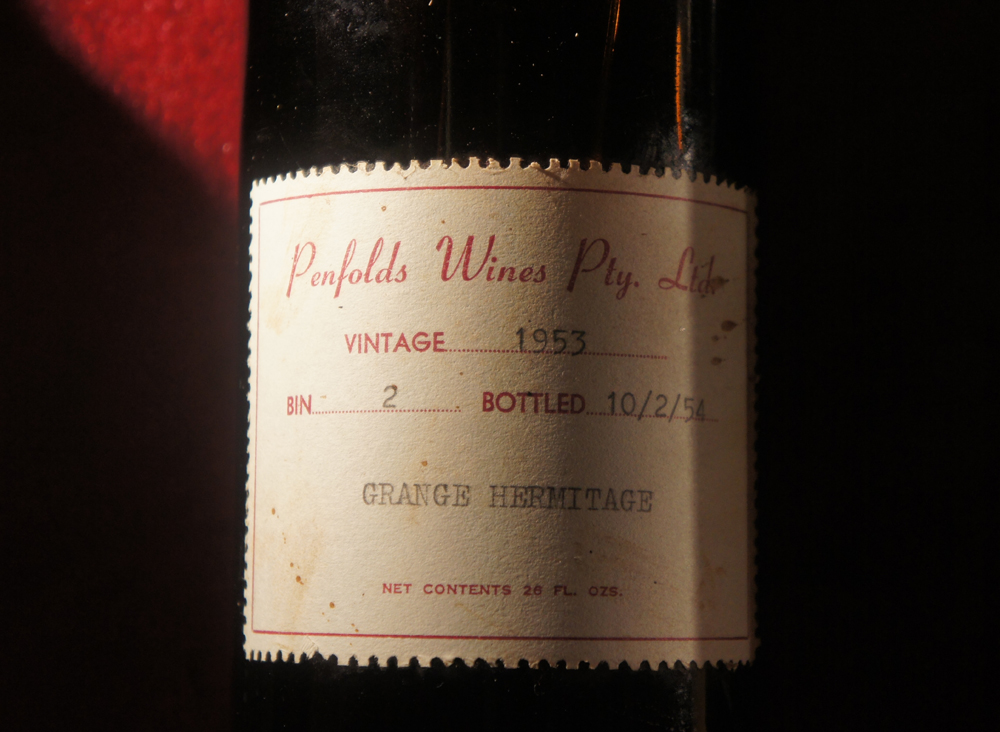 Penfolds Wines Pty. Ltd.
VINTAGE 1953
BIN 2 BOTTLED 10/2/54
GRANGE HERMITAGE
NET CONTENTS 26 FL. OZS.